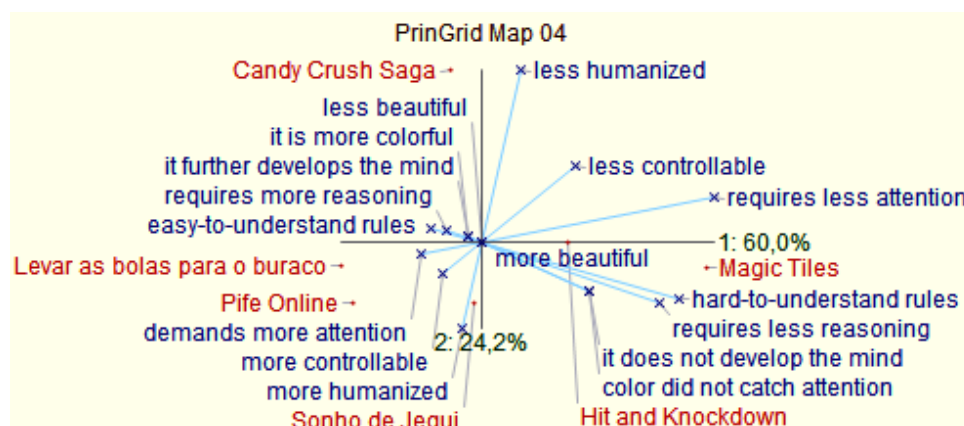 PrinGrid Map 04
Candy Crush Saga
less humanized
less beautiful
it is more colorful
it further develops the mind
less controllable
requires more reasoning
requires less attention
easy-to-understand rules
1: 60,0%
more beautiful
Levar as bolas para o buraco
Magic Tiles
Pife Online
hard-to-understand rules
demands more attention
requires less reasoning
2: 24,2%
more controllable
it does not develop the mind
more humanized
color did not catch attention
Sonho de Jequi
Hit and Knockdown